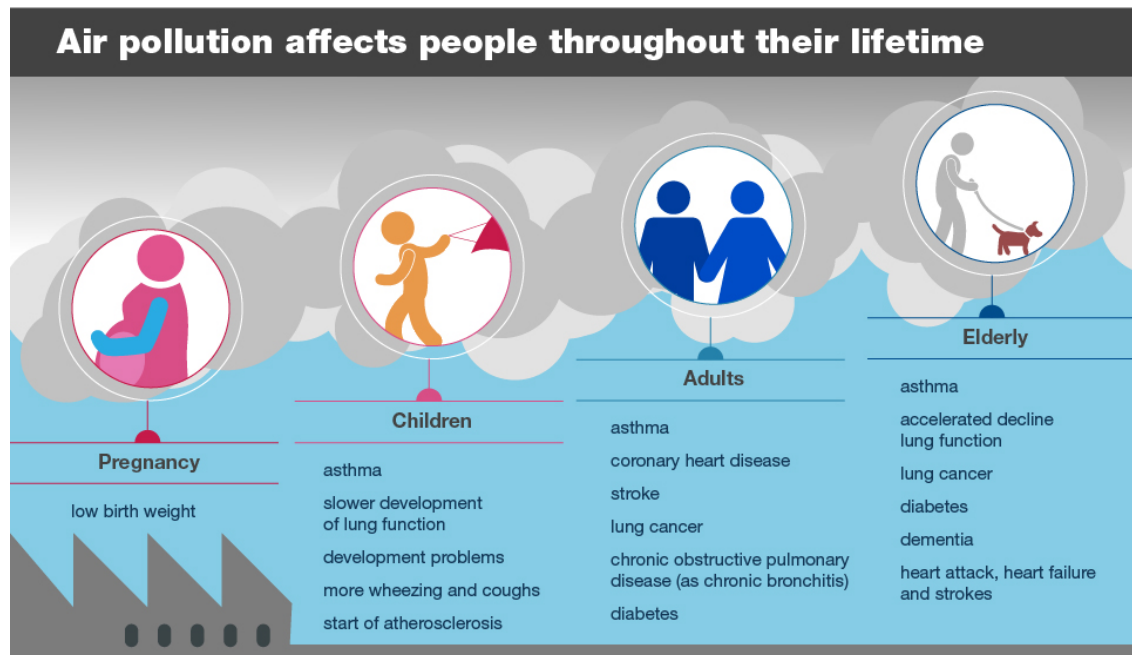 Air pollution affects people throughout their lifetime
Pregnancy
low birth weight
Children
asthma
slower development
of lung function
development problems
more wheezing and coughs
start of atherosclerosis
Adults
asthma
coronary heart disease
stroke
lung cancer
chronic obstructive pulmonary
disease (as chronic bronchitis)
diabetes
Elderly
asthma
accelerated decline
lung function
lung cancer
diabetes
dementia
heart attack, heart failure
and strokes